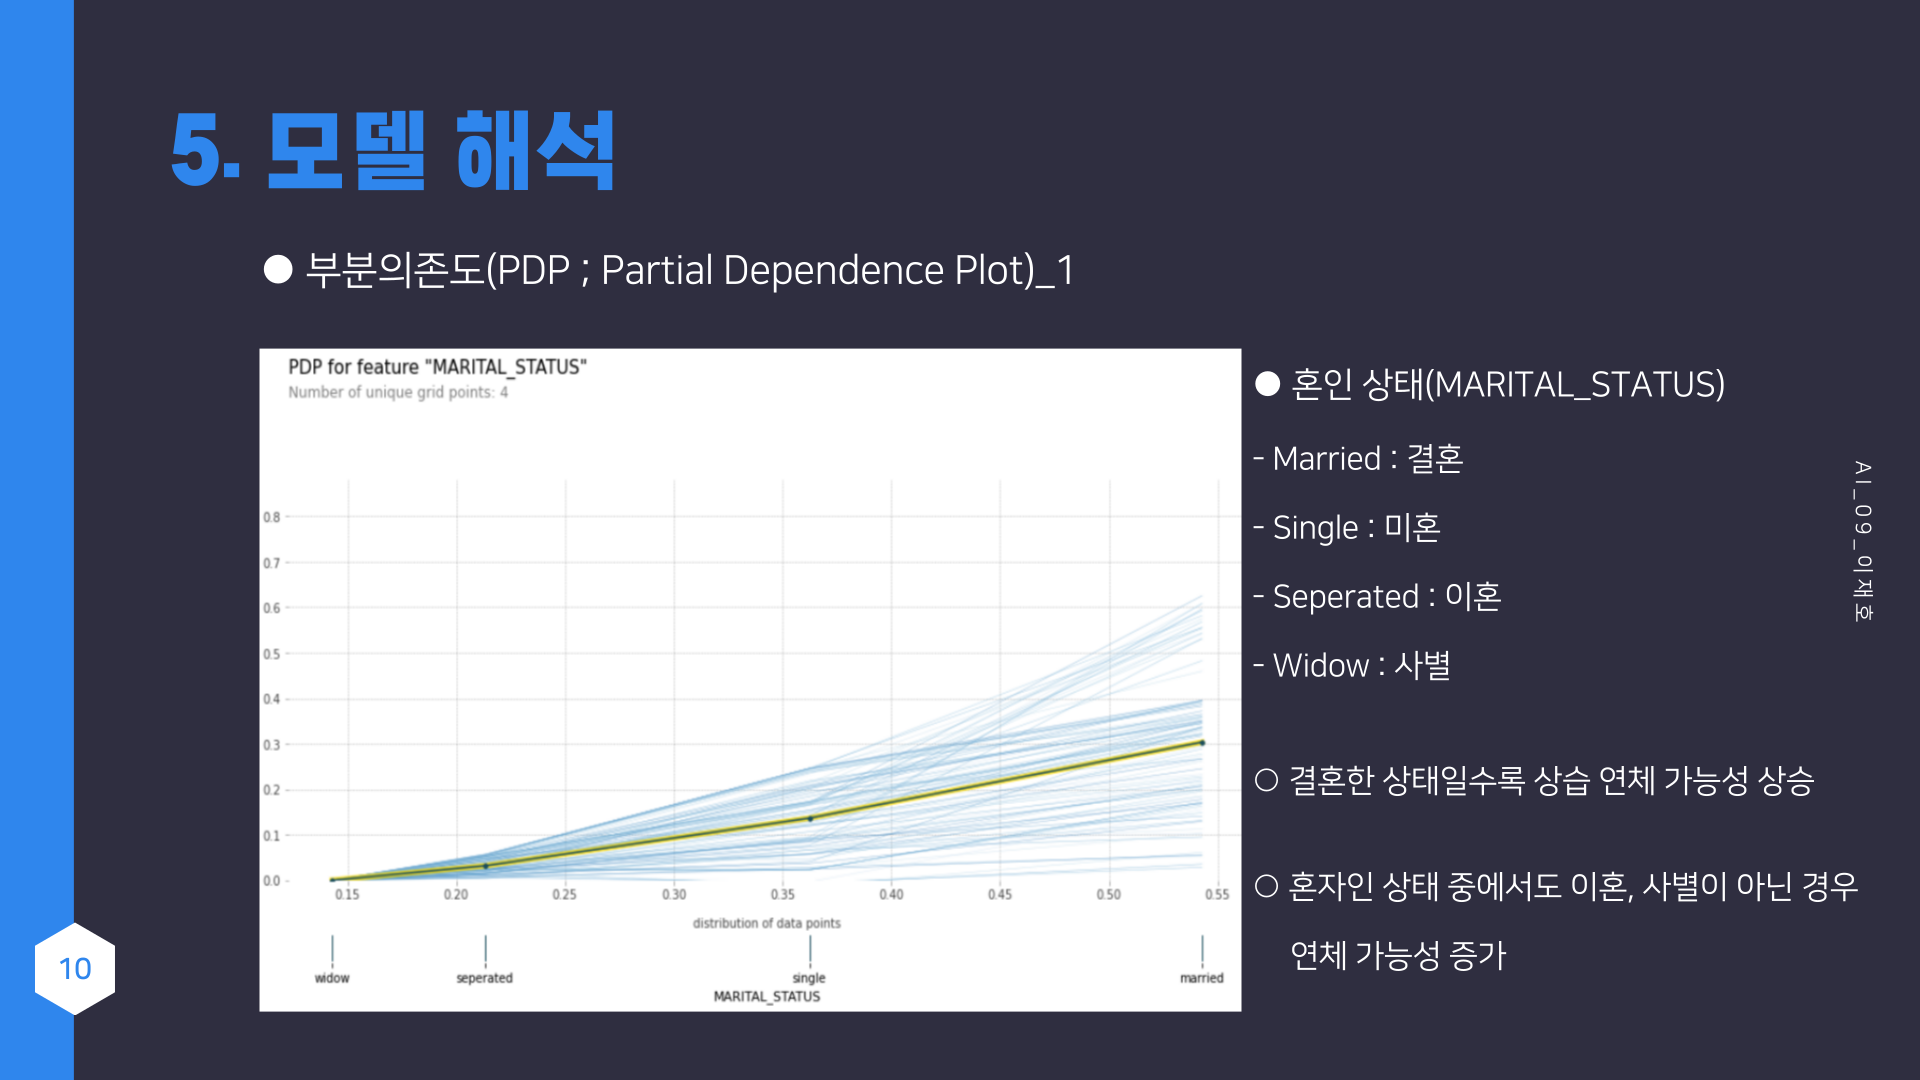 5. 모델 해석
● 부분의존도(PDP ; Partial Dependence Plot)_1
PDP for feature "MARITAL_STATUS"
Number of unique grid points: 4
0.8
0.7
0.6
0.5
0.4
0.3
0.2
0.1
0.0
0.15 0.20 0.25 0.30 0.35 0.40 0.45 0.50 0.55
distribution of data points
widow seperated single married
MARITAL_STATUS
● 혼인 상태(MARITAL_STATUS)
- Married : 결혼
- Single : 미혼
- Seperated : 이혼
- Widow : 사별
○ 결혼한 상태일수록 상습 연체 가능성 상승
○ 혼자인 상태 중에서도 이혼, 사별이 아닌 경우
연체 가능성 증가
AI_09_이재호
10